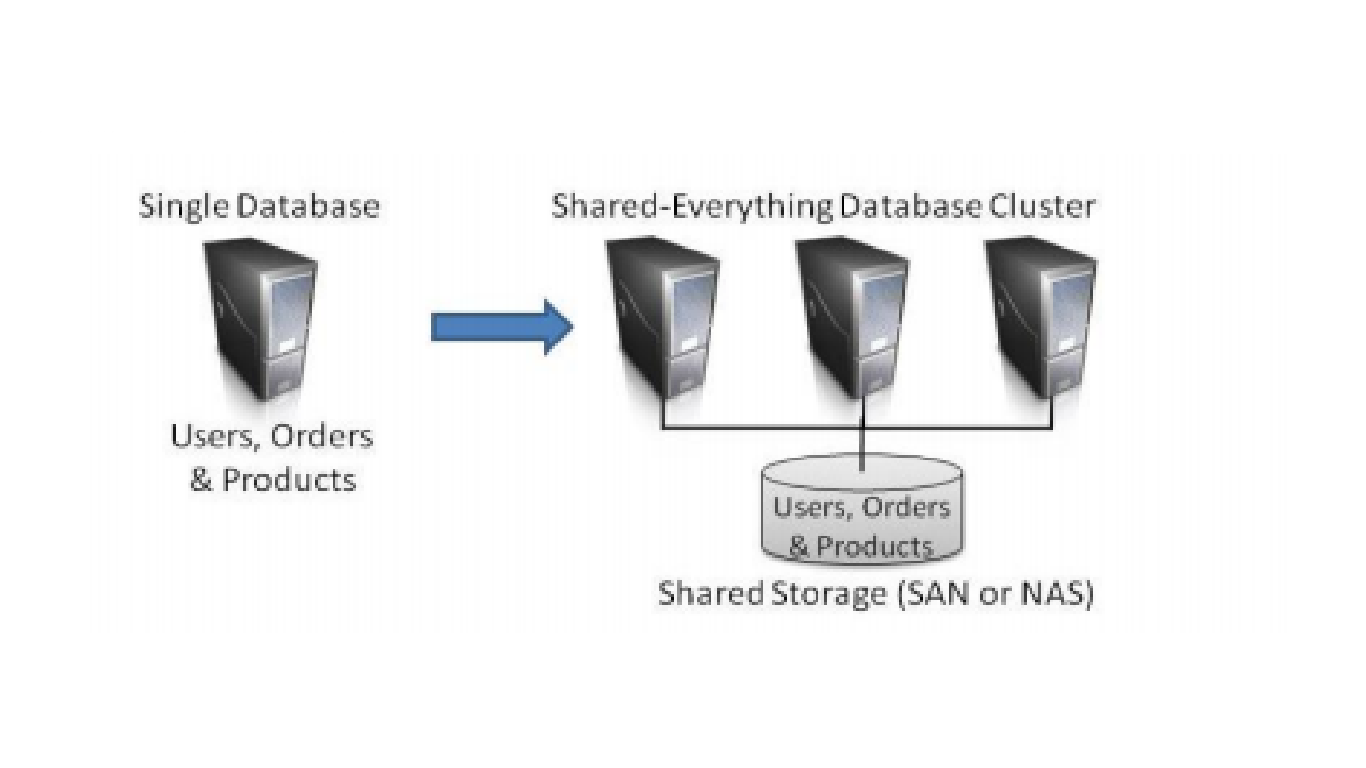 Single Database
Shared-Everything Database Cluster
Users, Orders
& Products
Users, Orders
& Products
Shared Storage (SAN or NAS)